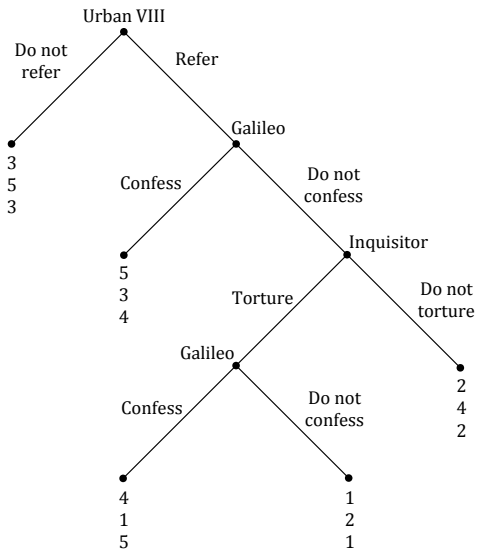 Urban VIII
Do not
refer
Refer
3
5
3
Galileo
Confess
Do not
confess
5
3
4
Inquisitor
Torture
Do not
torture
2
4
2
Galileo
Confess
Do not
confess
4
1
5
1
2
1